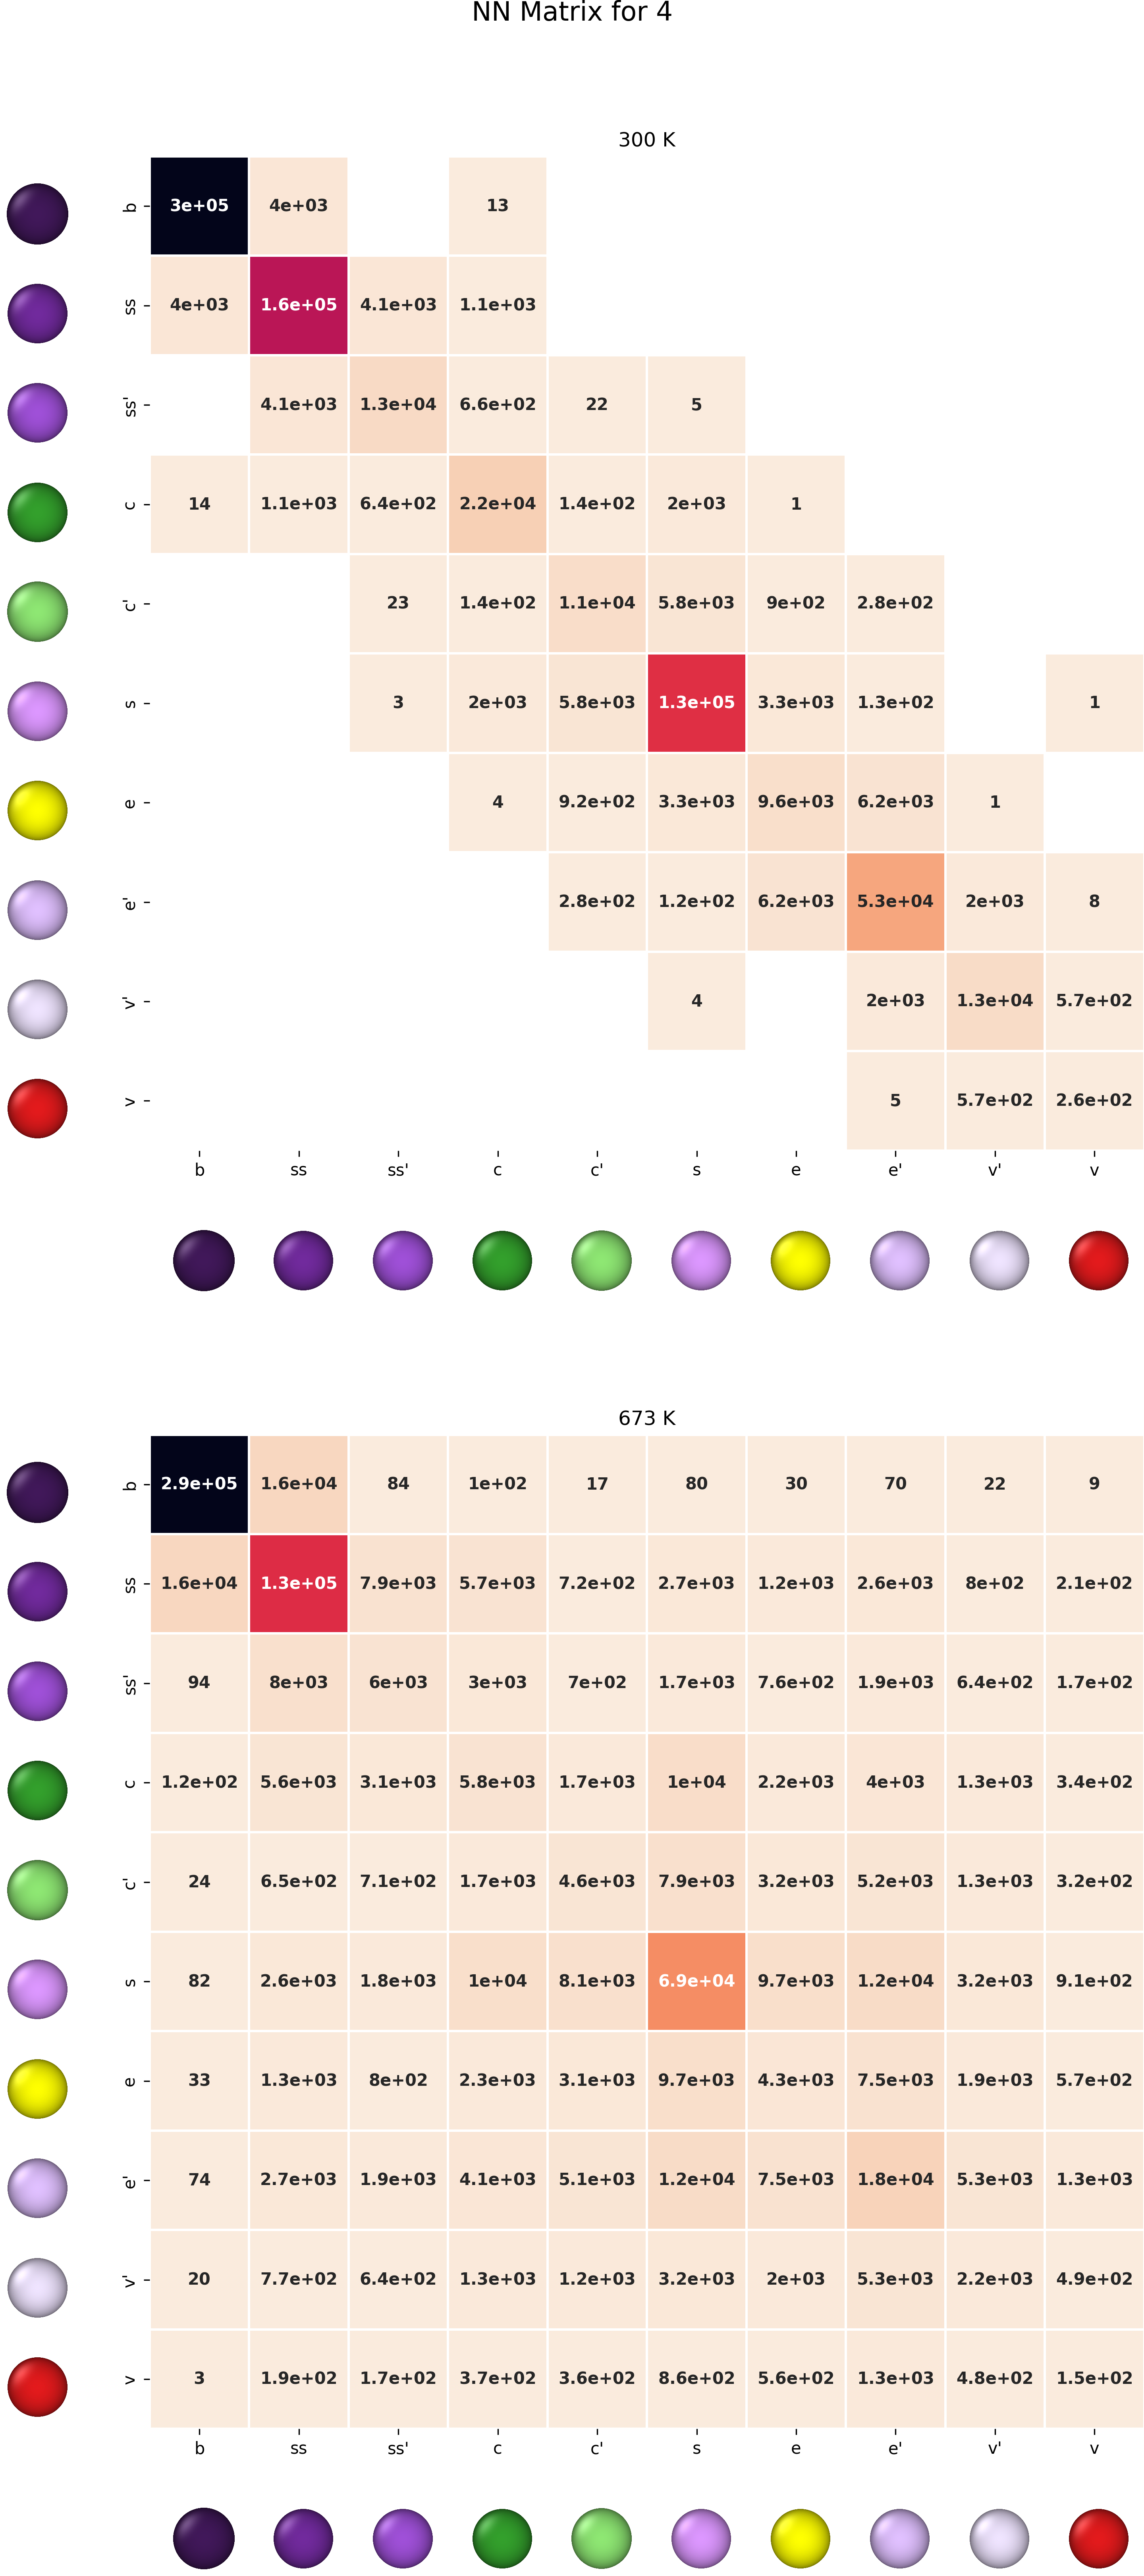 NN Matrix for 4
300 K
b 3e+05 4e+03 13
ss 4e+03 1.6e+05 4.1e+03 1.1e+03
ss' 4.1e+03 1.3e+04 6.6e+02 22 5
c 14 1.1e+03 6.4e+02 2.2e+04 1.4e+02 2e+03 1
c' 23 1.4e+02 1.1e+04 5.8e+03 9e+02 2.8e+02
s 3 2e+03 5.8e+03 1.3e+05 3.3e+03 1.3e+02 1
e 4 9.2e+02 3.3e+03 9.6e+03 6.2e+03 1
e' 2.8e+02 1.2e+02 6.2e+03 5.3e+04 2e+03 8
v' 4 2e+03 1.3e+04 5.7e+02
v 5 5.7e+02 2.6e+02
b ss ss' c c' s e e' v' v
673 K
b 2.9e+05 1.6e+04 84 1e+02 17 80 30 70 22 9
ss 1.6e+04 1.3e+05 7.9e+03 5.7e+03 7.2e+02 2.7e+03 1.2e+03 2.6e+03 8e+02 2.1e+02
ss' 94 8e+03 6e+03 3e+03 7e+02 1.7e+03 7.6e+02 1.9e+03 6.4e+02 1.7e+02
c 1.2e+02 5.6e+03 3.1e+03 5.8e+03 1.7e+03 1e+04 2.2e+03 4e+03 1.3e+03 3.4e+02
c' 24 6.5e+02 7.1e+02 1.7e+03 4.6e+03 7.9e+03 3.2e+03 5.2e+03 1.3e+03 3.2e+02
s 82 2.6e+03 1.8e+03 1e+04 8.1e+03 6.9e+04 9.7e+03 1.2e+04 3.2e+03 9.1e+02
e 33 1.3e+03 8e+02 2.3e+03 3.1e+03 9.7e+03 4.3e+03 7.5e+03 1.9e+03 5.7e+02
e' 74 2.7e+03 1.9e+03 4.1e+03 5.1e+03 1.2e+04 7.5e+03 1.8e+04 5.3e+03 1.3e+03
v' 20 7.7e+02 6.4e+02 1.3e+03 1.2e+03 3.2e+03 2e+03 5.3e+03 2.2e+03 4.9e+02
v 3 1.9e+02 1.7e+02 3.7e+02 3.6e+02 8.6e+02 5.6e+02 1.3e+03 4.8e+02 1.5e+02
b ss ss' c c' s e e' v' v